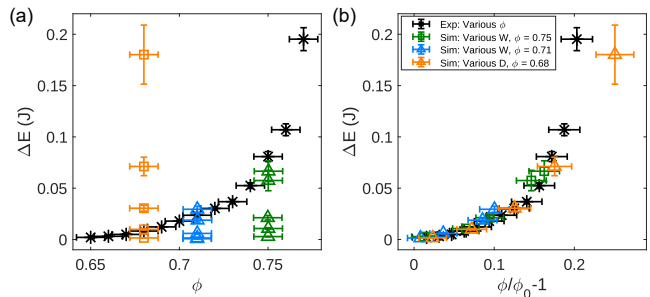 (a)
(b)
0.2
0.15
0.1
0.05
0
ΔE (J)
0.65
0.7
0.75
ϕ
Exp: Various ϕ
Sim: Various W, ϕ = 0.75
Sim: Various W, ϕ = 0.71
Sim: Various D, ϕ = 0.68
0.2
0.15
0.1
0.05
0
ΔE (J)
0
0.1
0.2
ϕ/ϕ₀-1